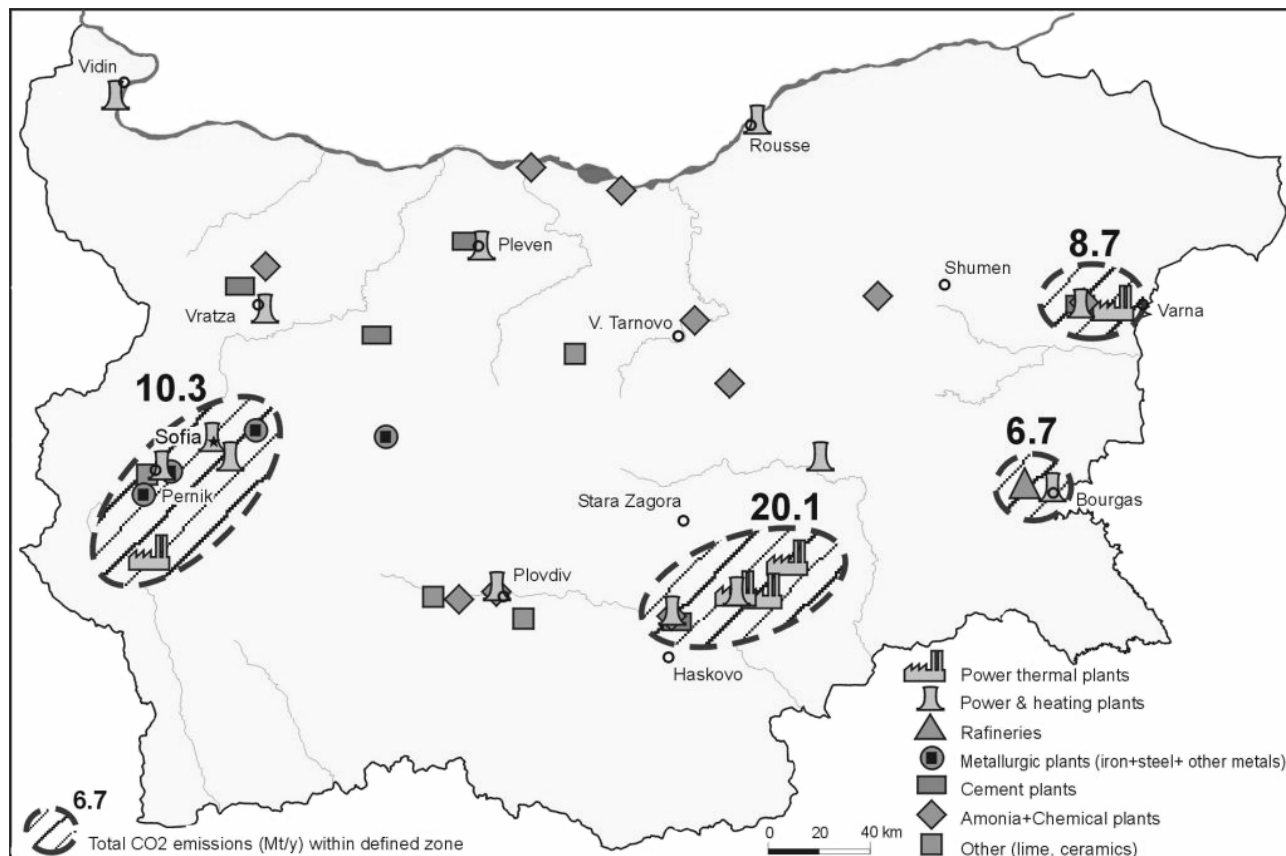 Vidin
Rousse
Pleven
8.7
Shumen
Vratza
V. Tarnovo
Varna
10.3
Sofia
6.7
Pernik
Stara Zagora
20.1
Bourgas
Plovdiv
Haskovo
Power thermal plants
Power & heating plants
Rafineries
Metallurgic plants (iron+steel+ other metals)
Cement plants
Amonia+Chemical plants
Other (lime, ceramics)
6.7
Total CO2 emissions (Mt/y) within defined zone
0 20 40 km